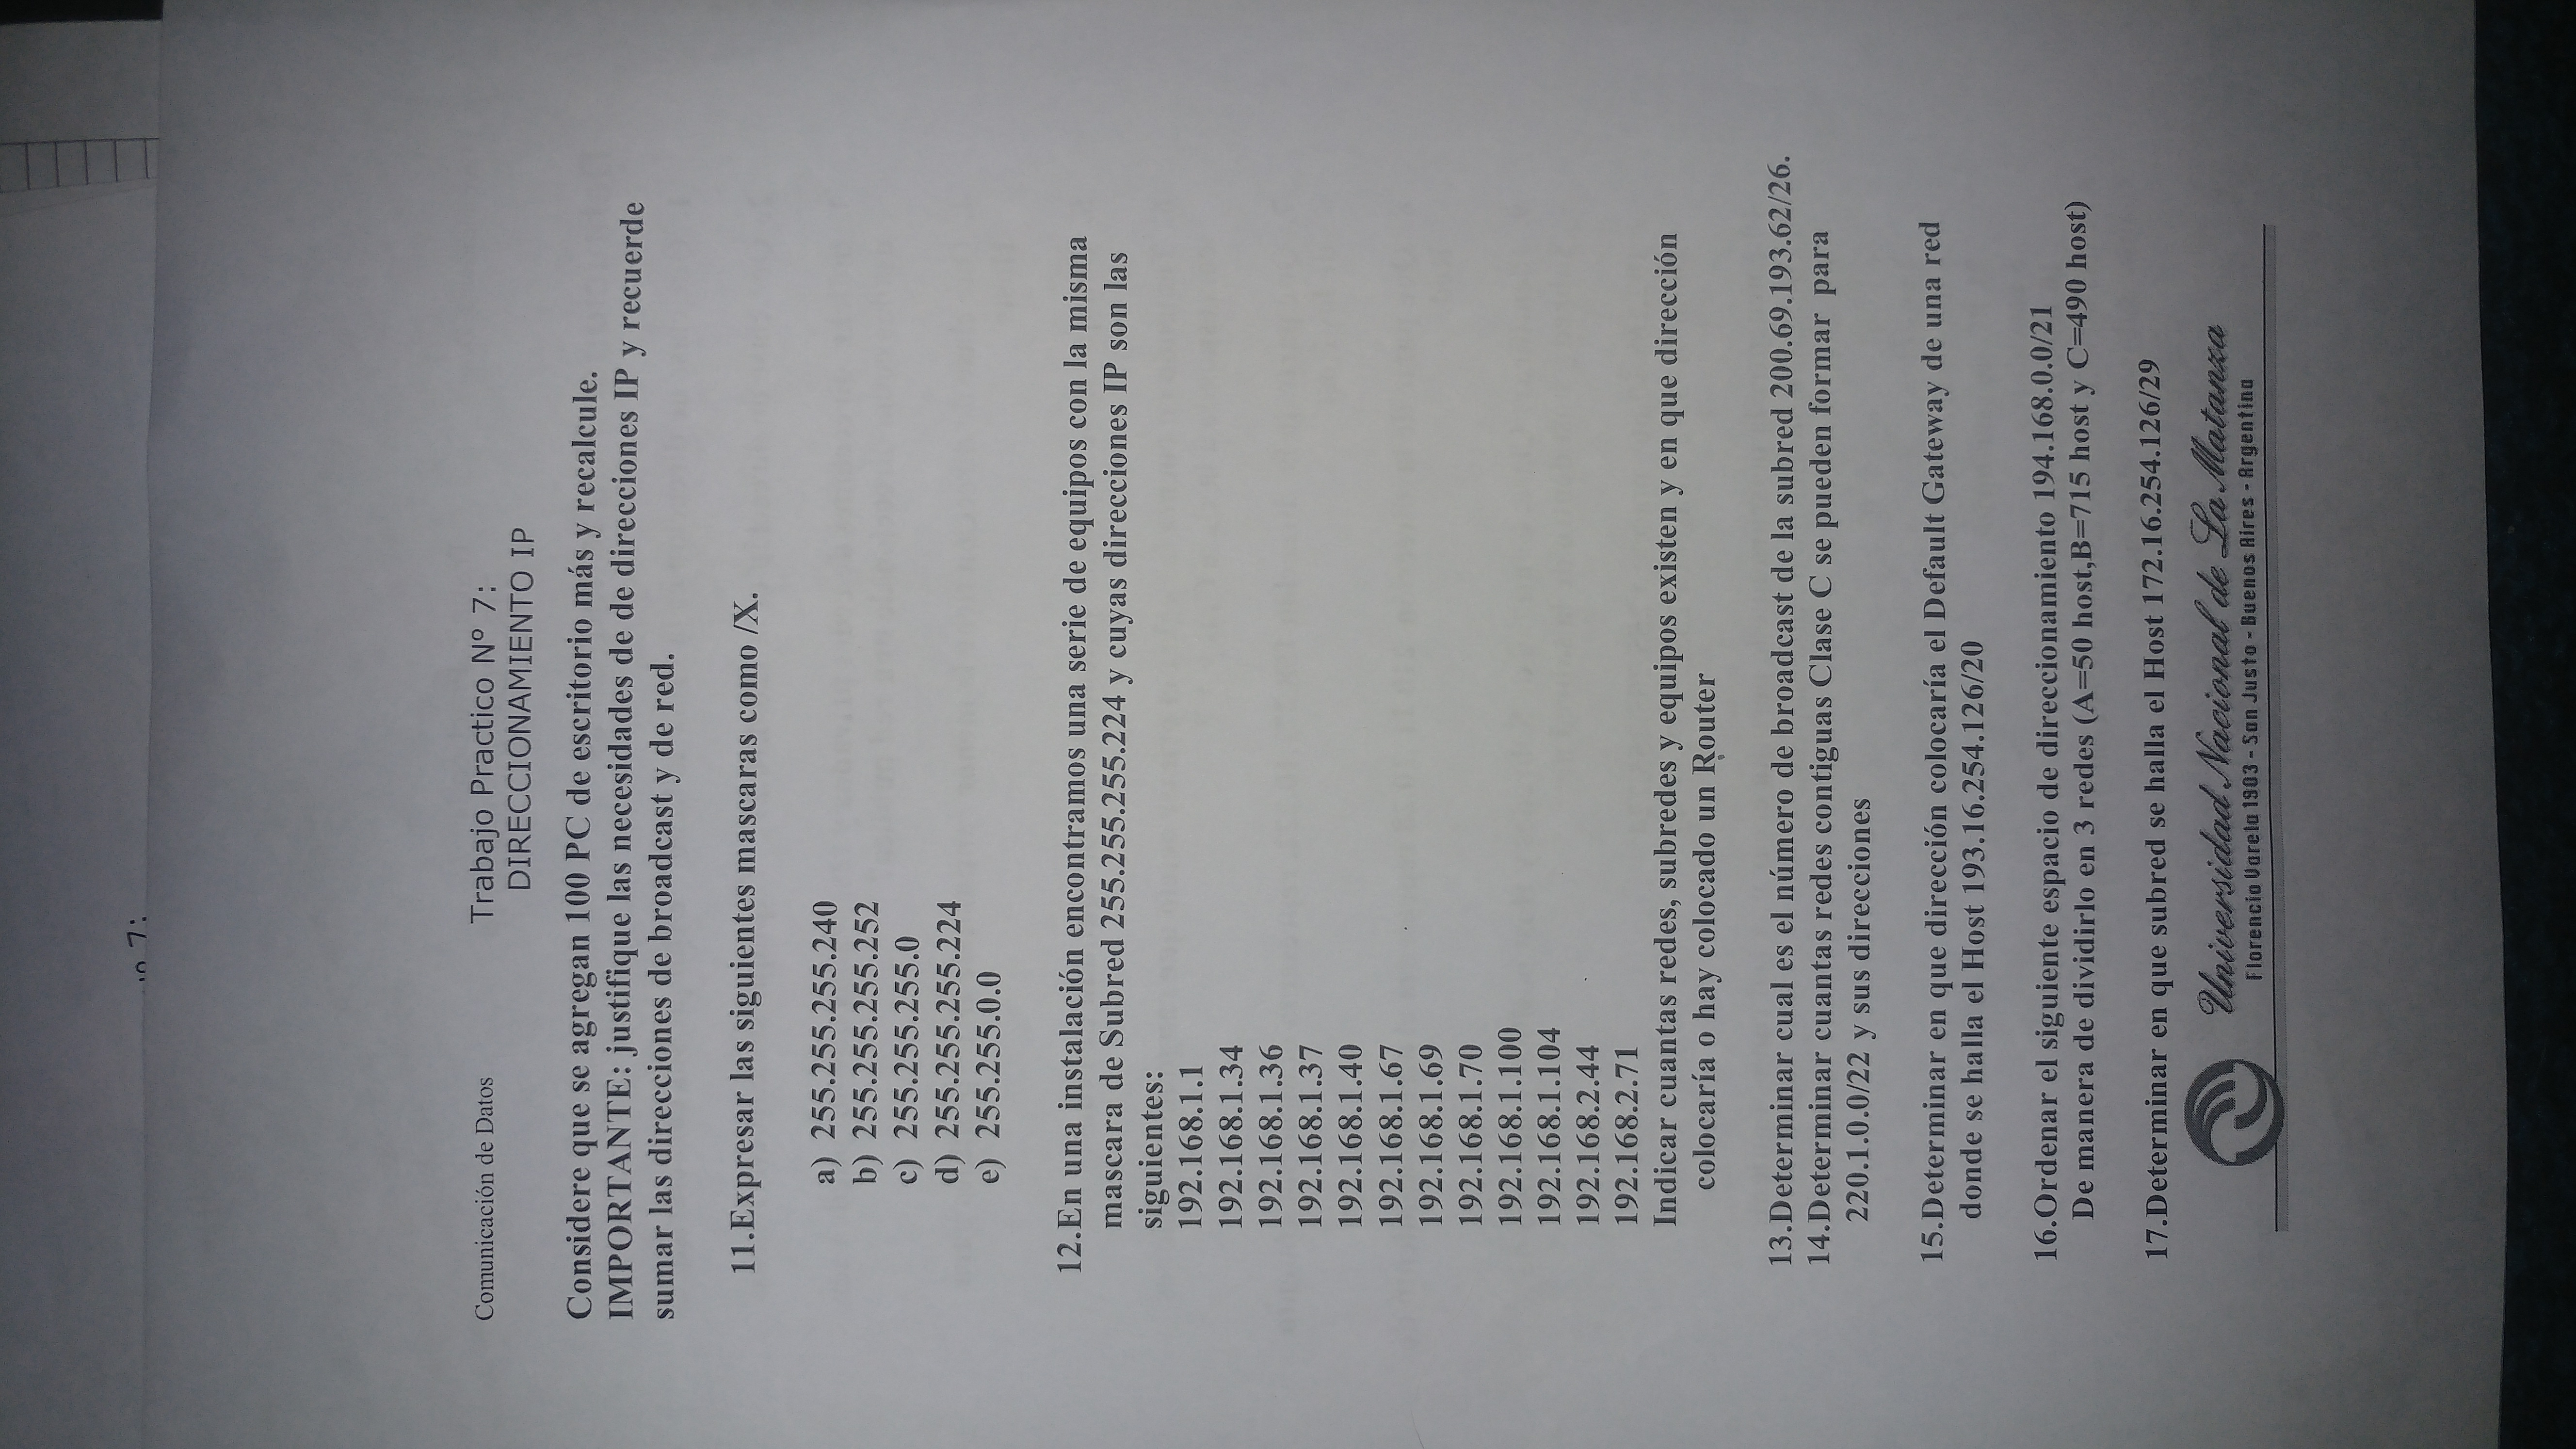 7:
Comunicación de Datos
Trabajo Practico Nº 7:
DIRECCIONAMIENTO IP
Considere que se agregan 100 PC de escritorio más y recalcule.
IMPORTANTE: justifique las necesidades de de direcciones IP y recuerde
sumar las direcciones de broadcast y de red.
11.Expresar las siguientes mascaras como /X.
a) 255.255.255.240
b) 255.255.255.252
c) 255.255.255.0
d) 255.255.255.224
e) 255.255.0.0
12.En una instalación encontramos una serie de equipos con la misma
mascara de Subred 255.255.255.224 y cuyas direcciones IP son las
siguientes:
192.168.1.1
192.168.1.34
192.168.1.36
192.168.1.37
192.168.1.40
192.168.1.67
192.168.1.69
192.168.1.70
192.168.1.100
192.168.1.104
192.168.2.44
192.168.2.71
Indicar cuantas redes, subredes y equipos existen y en que dirección
colocaría o hay colocado un Router
13.Determinar cual es el número de broadcast de la subred 200.69.193.62/26.
14.Determinar cuantas redes contiguas Clase C se pueden formar para
220.1.0.0/22 y sus direcciones
15.Determinar en que dirección colocaría el Default Gateway de una red
donde se halla el Host 193.16.254.126/20
16.Ordenar el siguiente espacio de direccionamiento 194.168.0.0/21
De manera de dividirlo en 3 redes (A=50 host,B=715 host y C=490 host)
17.Determinar en que subred se halla el Host 172.16.254.126/29
Universidad Nacional de La Matanza
Florencio Varela 1903 - San Justo - Buenos Aires - Argentina